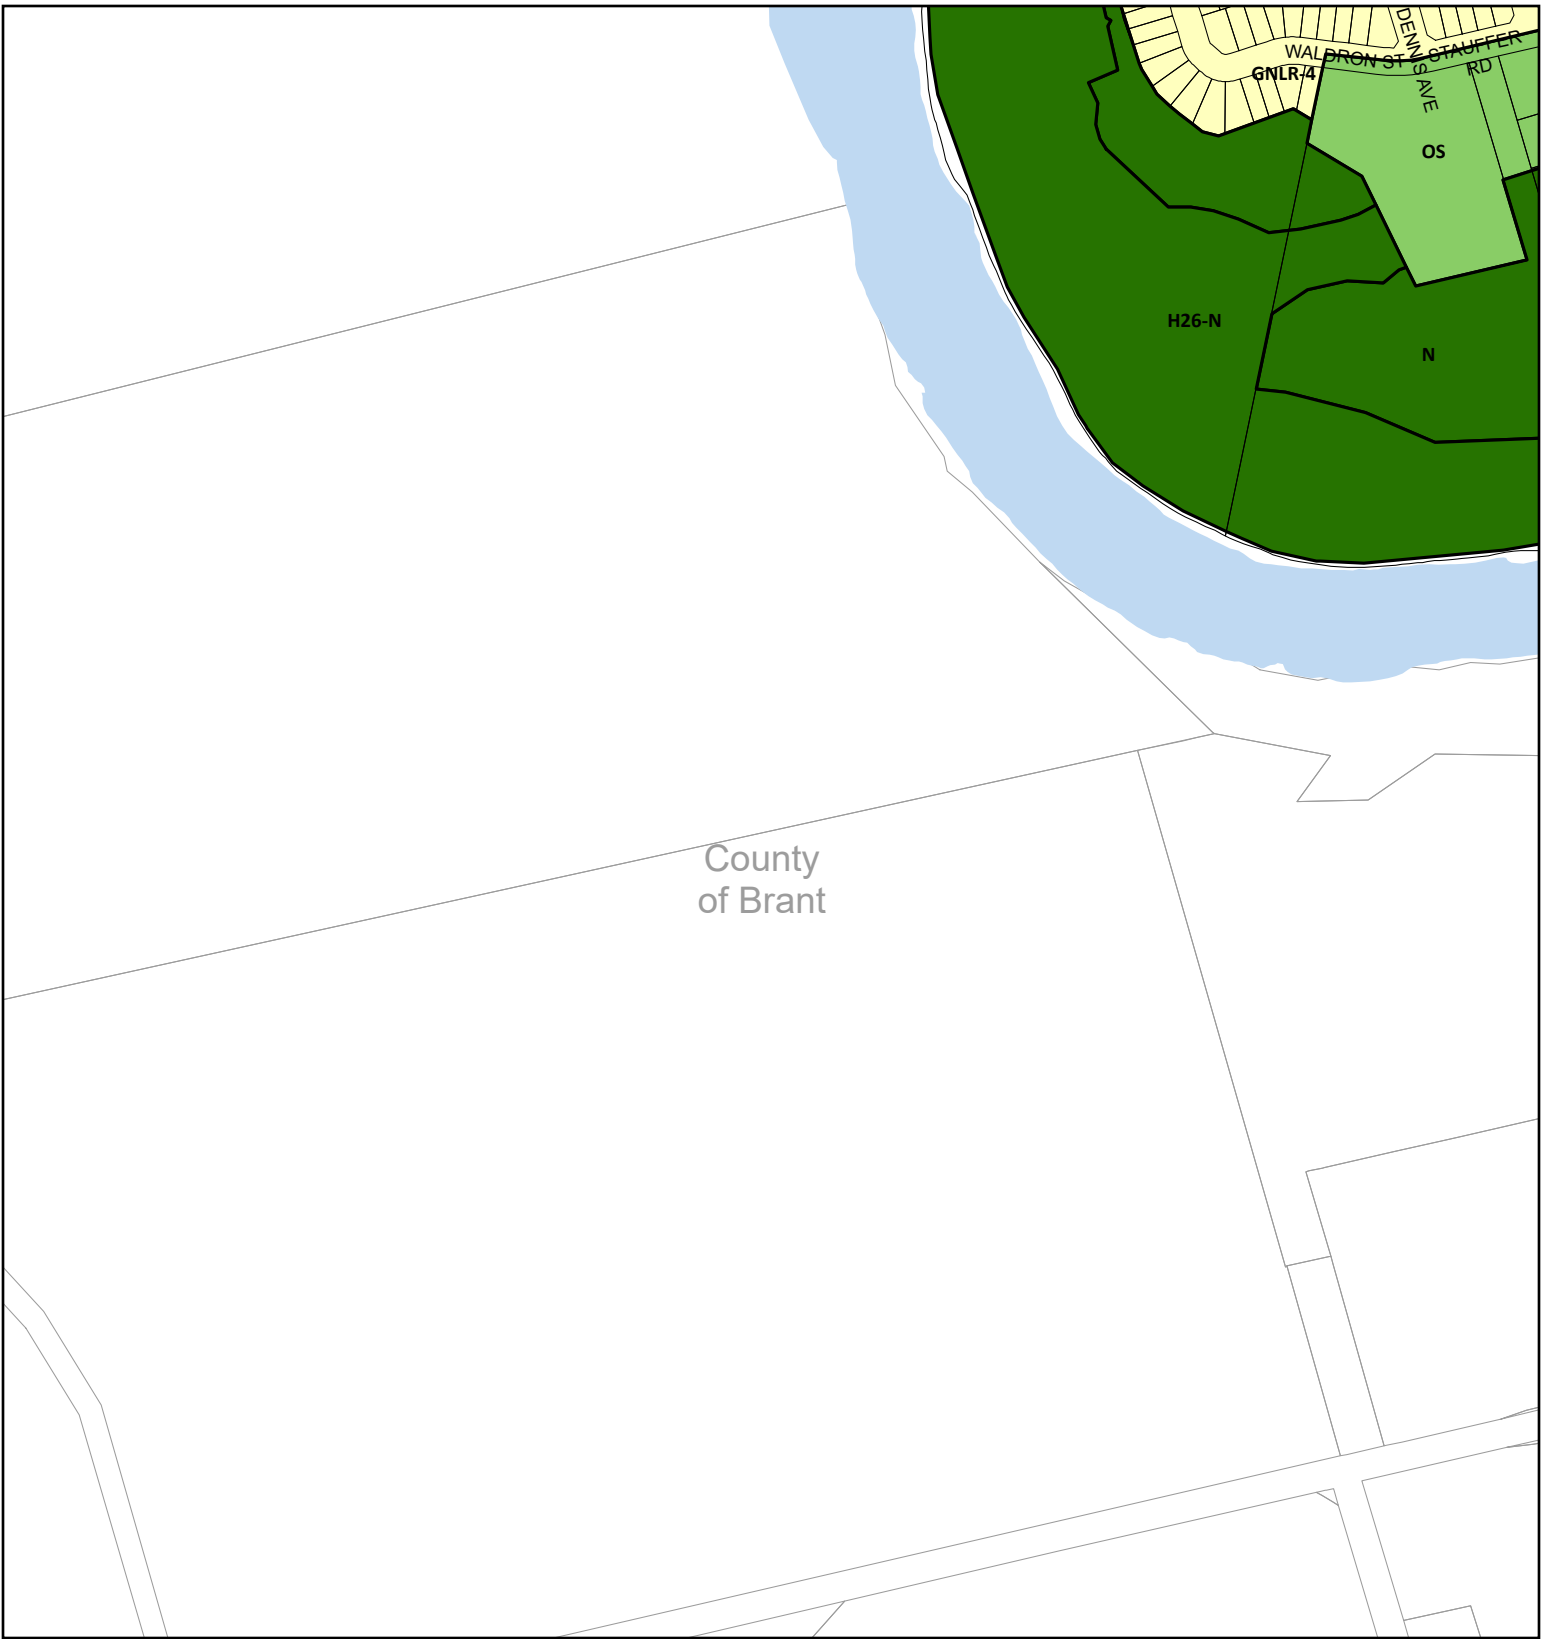 DENNIS AVE
WALDRON ST
STAUFFER
RD
GNLR-4
OS
H26-N
N
County
of Brant